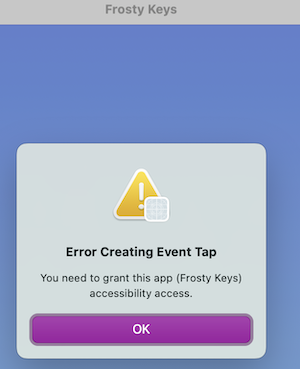 Frosty Keys
Error Creating Event Tap
You need to grant this app (Frosty Keys)
accessibility access.
OK